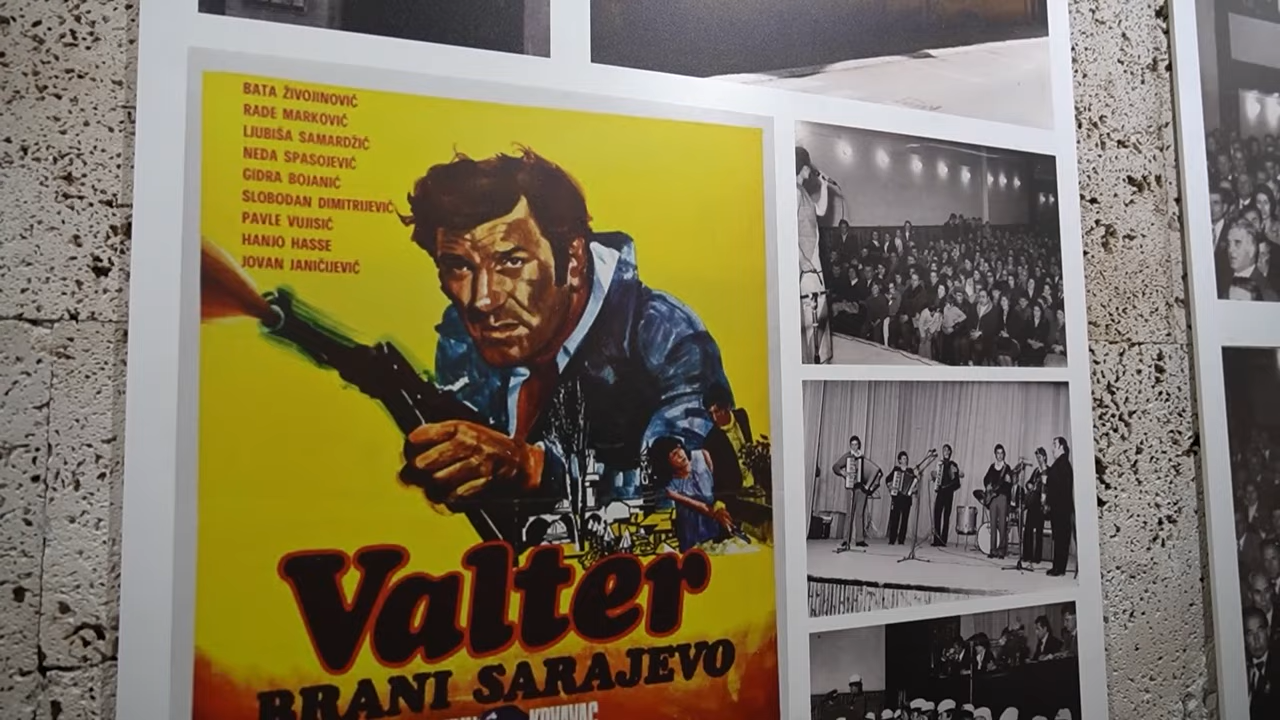 BATA ŽIVOJINOVIĆ
RADE MARKOVIĆ
LJUBIŠA SAMARDŽIĆ
NEDA SPASOJEVIĆ
GIDRA BOJANIĆ
SLOBODAN DIMITRIJEVIĆ
PAVLE VUJISIĆ
HANJO HASSE
JOVAN JANIČIJEVIĆ
Valter
BRANI SARAJEVO